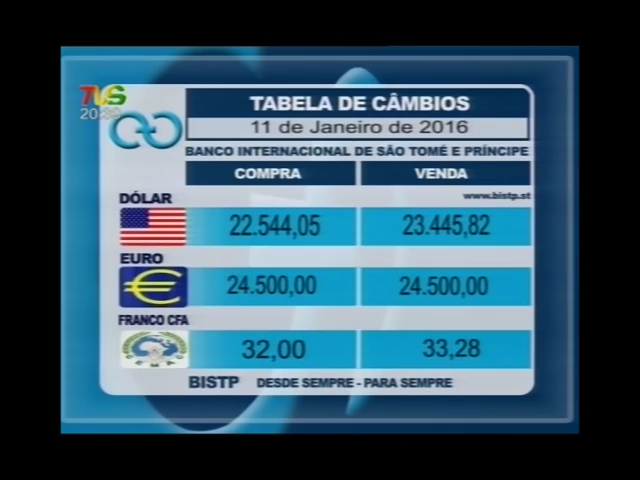 TVS
TABELA DE CÂMBIOS
11 de Janeiro de 2016
BANCO INTERNACIONAL DE SÃO TOMÉ E PRÍNCIPE
COMPRA VENDA
www.bistp.st
DÓLAR
22.544,05 23.445,82
EURO
24.500,00 24.500,00
FRANCO CFA
32,00 33,28
BISTP DESDE SEMPRE - PARA SEMPRE